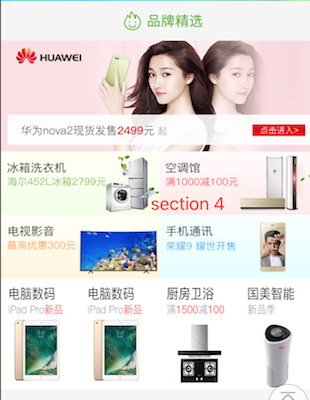 品牌精选
HUAWEI
华为nova2现货发售2499元 起
点击进入>
冰箱洗衣机
海尔452L冰箱2799元
空调馆
满1000减100元
section 4
电视影音
最高优惠300元
手机通讯
荣耀9 耀世开售
电脑数码
iPad Pro新品
电脑数码
iPad Pro新品
厨房卫浴
满1500减100
国美智能
新品季